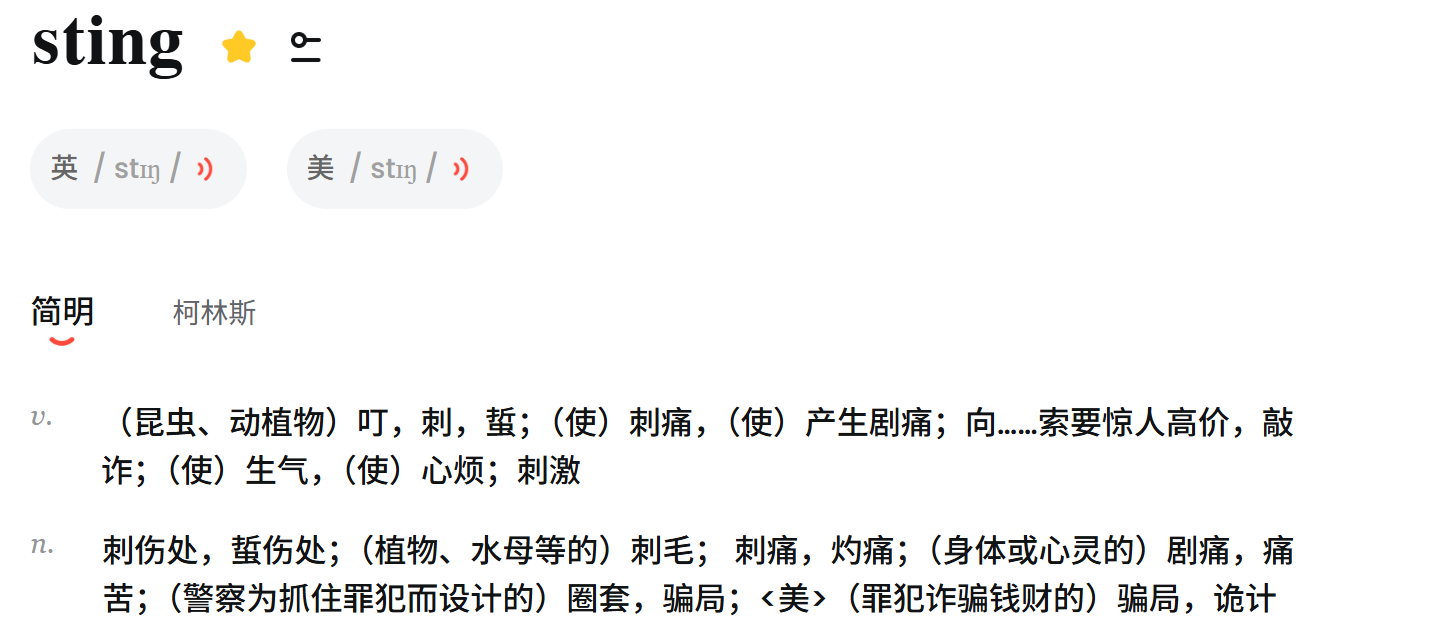 sting
英 / stɪŋ / 美 / stɪŋ /
简明 柯林斯
v. （昆虫、动植物）叮，刺，蜇；（使）刺痛，（使）产生剧痛；向……索要惊人高价，敲
诈；（使）生气，（使）心烦；刺激
n. 刺伤处，蜇伤处；（植物、水母等的）刺毛； 刺痛，灼痛；（身体或心灵的）剧痛，痛
苦；（警察为抓住罪犯而设计的）圈套，骗局；<美>（罪犯诈骗钱财的）骗局，诡计